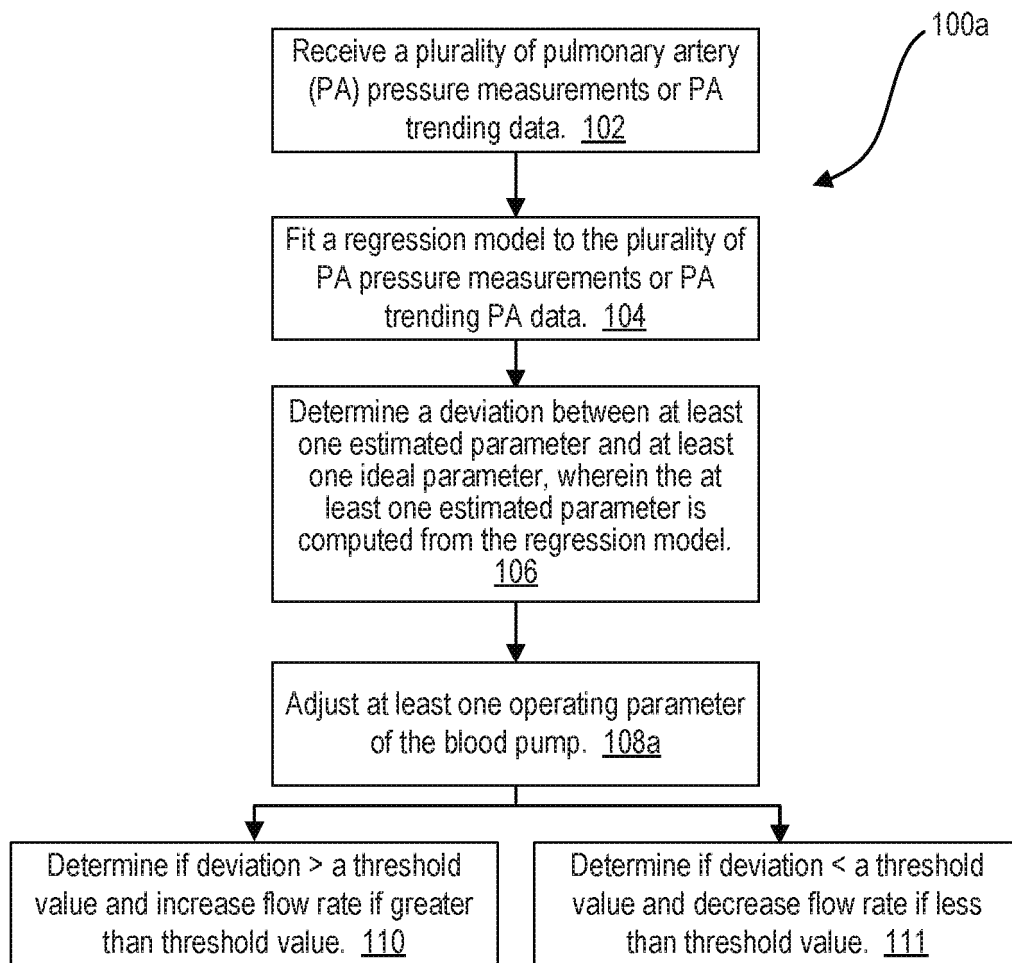 100a
Receive a plurality of pulmonary artery
(PA) pressure measurements or PA
trending data. 102
Fit a regression model to the plurality of
PA pressure measurements or PA
trending PA data. 104
Determine a deviation between at least
one estimated parameter and at least
one ideal parameter, wherein the at
least one estimated parameter is
computed from the regression model.
106
Adjust at least one operating parameter
of the blood pump. 108a
Determine if deviation > a threshold
value and increase flow rate if greater
than threshold value. 110
Determine if deviation < a threshold
value and decrease flow rate if less
than threshold value. 111